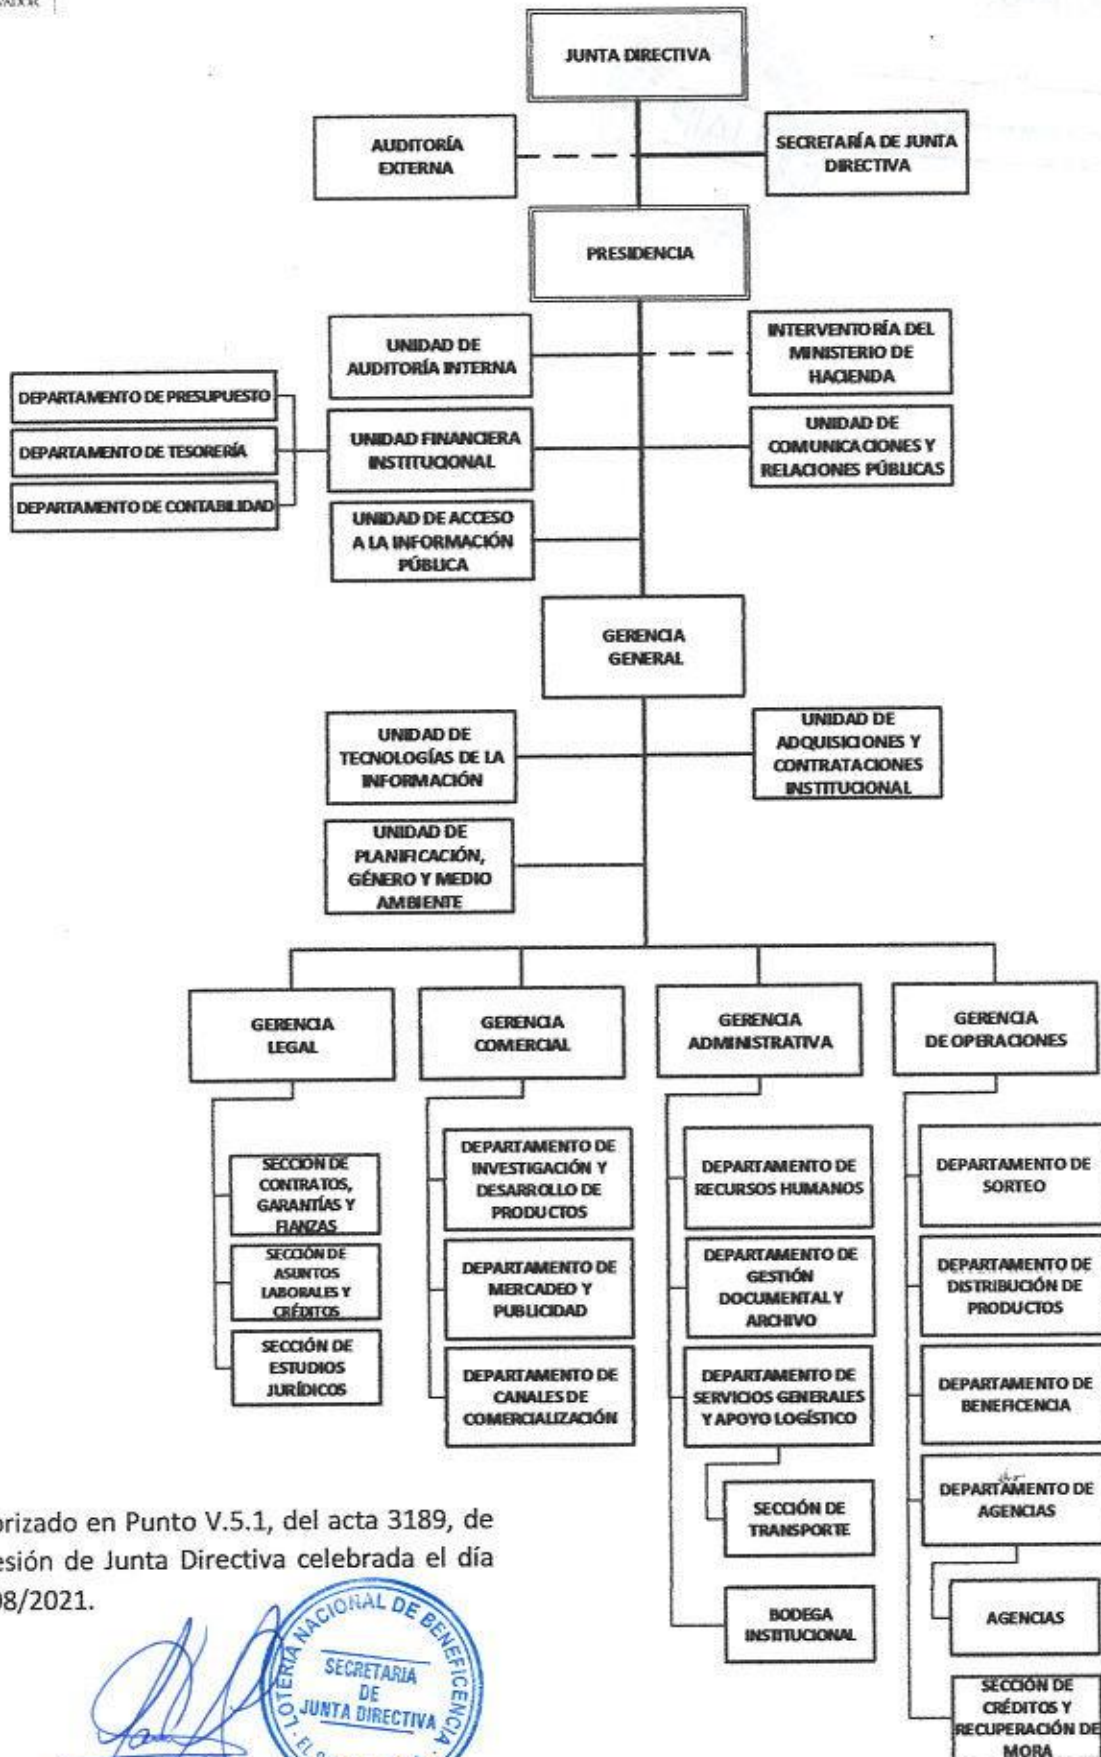 JUNTA DIRECTIVA
AUDITORÍA
EXTERNA
SECRETARÍA DE JUNTA
DIRECTIVA
PRESIDENCIA
UNIDAD DE
AUDITORÍA INTERNA
INTERVENTORÍA DEL
MINISTERIO DE
HACIENDA
DEPARTAMENTO DE PRESUPUESTO
DEPARTAMENTO DE TESORERÍA
DEPARTAMENTO DE CONTABILIDAD
UNIDAD FINANCIERA
INSTITUCIONAL
UNIDAD DE
COMUNICACIONES Y
RELACIONES PÚBLICAS
UNIDAD DE ACCESO
A LA INFORMACIÓN
PÚBLICA
GERENCIA
GENERAL
UNIDAD DE
TECNOLOGÍAS DE LA
INFORMACIÓN
UNIDAD DE
ADQUISICIONES Y
CONTRATACIONES
INSTITUCIONAL
UNIDAD DE
PLANIFICACIÓN,
GÉNERO Y MEDIO
AMBIENTE
GERENCIA
LEGAL
GERENCIA
COMERCIAL
GERENCIA
ADMINISTRATIVA
GERENCIA
DE OPERACIONES
SECCIÓN DE
CONTRATOS,
GARANTÍAS Y
FIANZAS
SECCIÓN DE
ASUNTOS
LABORALES Y
CRÉDITOS
SECCIÓN DE
ESTUDIOS
JURÍDICOS
DEPARTAMENTO DE
INVESTIGACIÓN Y
DESARROLLO DE
PRODUCTOS
DEPARTAMENTO DE
MERCADEO Y
PUBLICIDAD
DEPARTAMENTO DE
CANALES DE
COMERCIALIZACIÓN
DEPARTAMENTO DE
RECURSOS HUMANOS
DEPARTAMENTO DE
GESTIÓN
DOCUMENTAL Y
ARCHIVO
DEPARTAMENTO DE
SERVICIOS GENERALES
Y APOYO LOGÍSTICO
SECCIÓN DE
TRANSPORTE
BODEGA
INSTITUCIONAL
DEPARTAMENTO DE
SORTEO
DEPARTAMENTO DE
DISTRIBUCIÓN DE
PRODUCTOS
DEPARTAMENTO DE
BENEFICENCIA
DEPARTAMENTO DE
AGENCIAS
AGENCIAS
SECCIÓN DE
CRÉDITOS Y
RECUPERACIÓN DE
MORA
orizado en Punto V.5.1, del acta 3189, de
esión de Junta Directiva celebrada el día
08/2021.
LOTERÍA NACIONAL DE BENEFICENCIA
SECRETARIA
DE
JUNTA DIRECTIVA